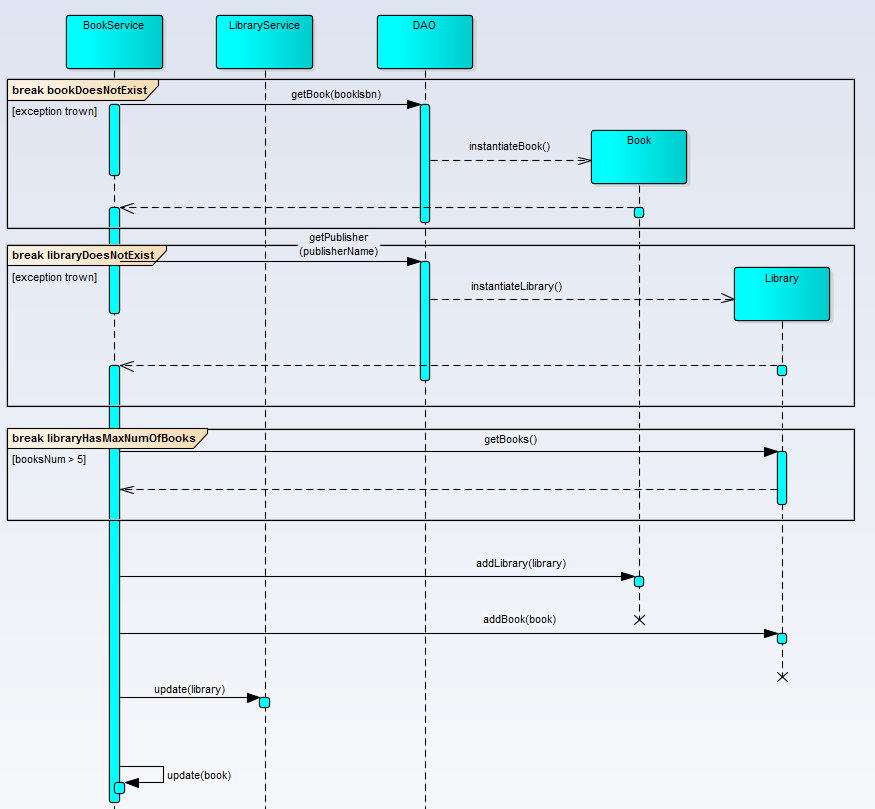 BookService
LibraryService
DAO
break bookDoesNotExist
[exception trown]
getBook(bookIsbn)
instantiateBook()
Book
break libraryDoesNotExist
[exception trown]
getPublisher
(publisherName)
instantiateLibrary()
Library
break libraryHasMaxNumOfBooks
[booksNum > 5]
getBooks()
addLibrary(library)
addBook(book)
update(library)
update(book)